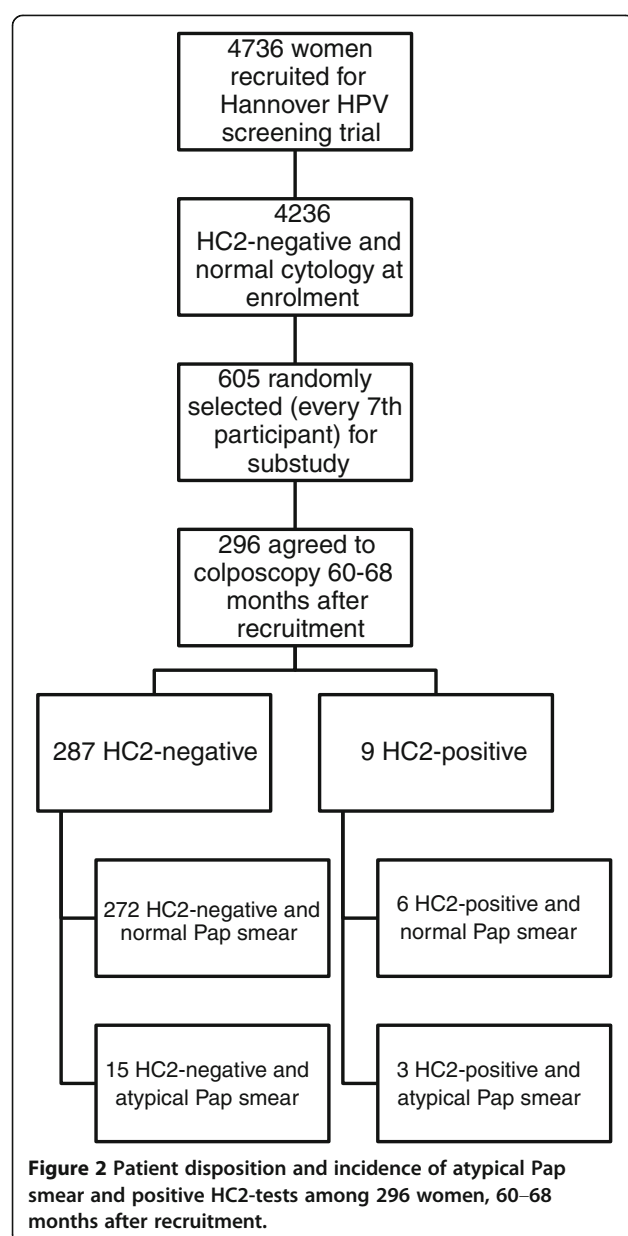 4736 women
recruited for
Hannover HPV
screening trial
4236
HC2-negative and
normal cytology at
enrolment
605 randomly
selected (every 7th
participant) for
substudy
296 agreed to
colposcopy 60-68
months after
recruitment
287 HC2-negative
9 HC2-positive
272 HC2-negative and
normal Pap smear
6 HC2-positive and
normal Pap smear
15 HC2-negative and
atypical Pap smear
3 HC2-positive and
atypical Pap smear
Figure 2 Patient disposition and incidence of atypical Pap
smear and positive HC2-tests among 296 women, 60–68
months after recruitment.